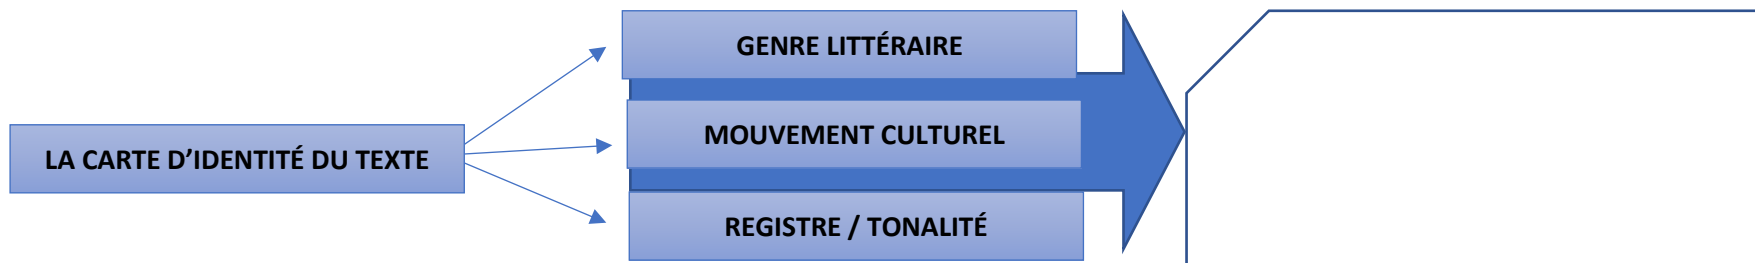 LA CARTE D’IDENTITÉ DU TEXTE
GENRE LITTÉRAIRE
MOUVEMENT CULTUREL
REGISTRE / TONALITÉ